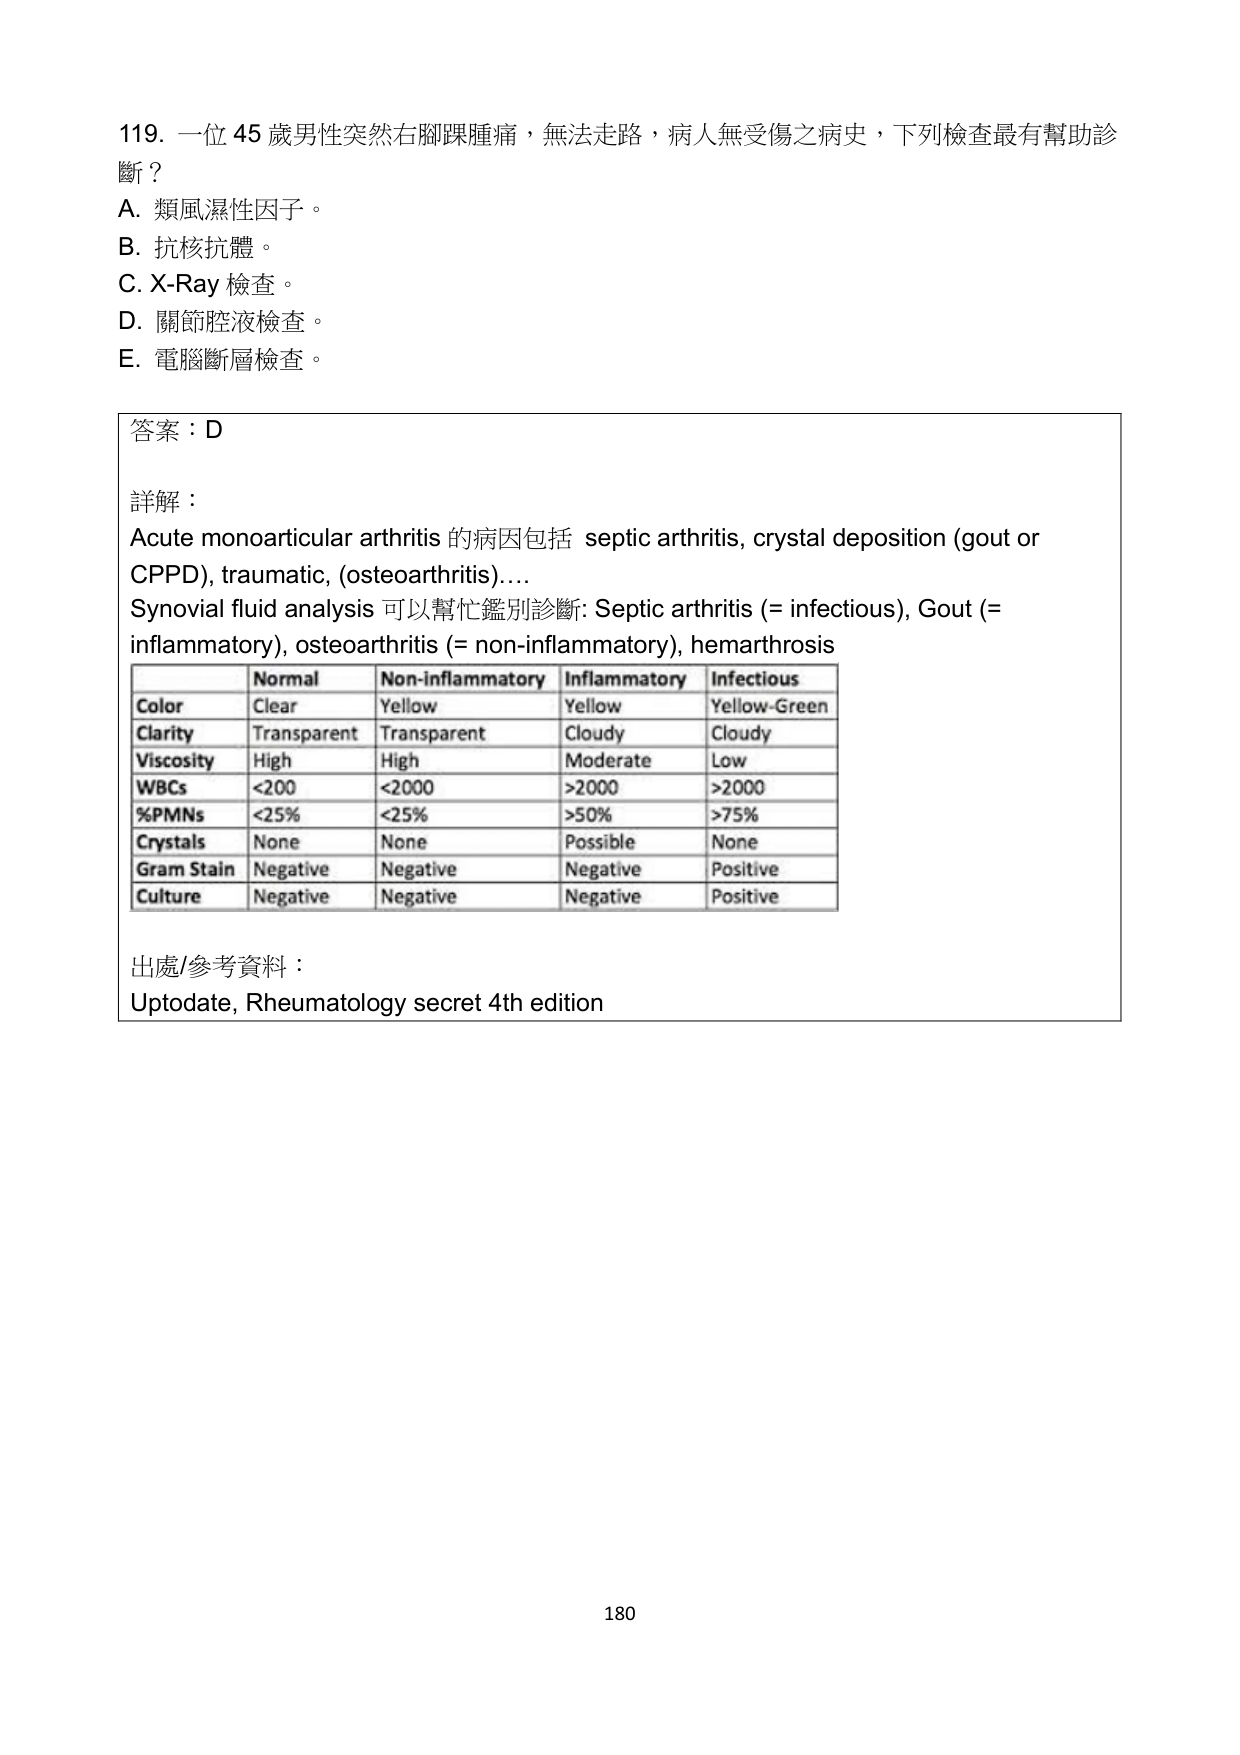 119. 一位 45 歲男性突然右腳踝腫痛，無法走路，病人無受傷之病史，下列檢查最有幫助診
斷？
A. 類風濕性因子。
B. 抗核抗體。
C. X-Ray 檢查。
D. 關節腔液檢查。
E. 電腦斷層檢查。
答案：D
詳解：
Acute monoarticular arthritis 的病因包括 septic arthritis, crystal deposition (gout or
CPPD), traumatic, (osteoarthritis)….
Synovial fluid analysis 可以幫忙鑑別診斷: Septic arthritis (= infectious), Gout (=
inflammatory), osteoarthritis (= non-inflammatory), hemarthrosis
Normal Non-inflammatory Inflammatory Infectious
Color Clear Yellow Yellow Yellow-Green
Clarity Transparent Transparent Cloudy Cloudy
Viscosity High High Moderate Low
WBCs <200 <2000 >2000 >2000
%PMNs <25% <25% >50% >75%
Crystals None None Possible None
Gram Stain Negative Negative Negative Positive
Culture Negative Negative Negative Positive
出處/參考資料：
Uptodate, Rheumatology secret 4th edition
180